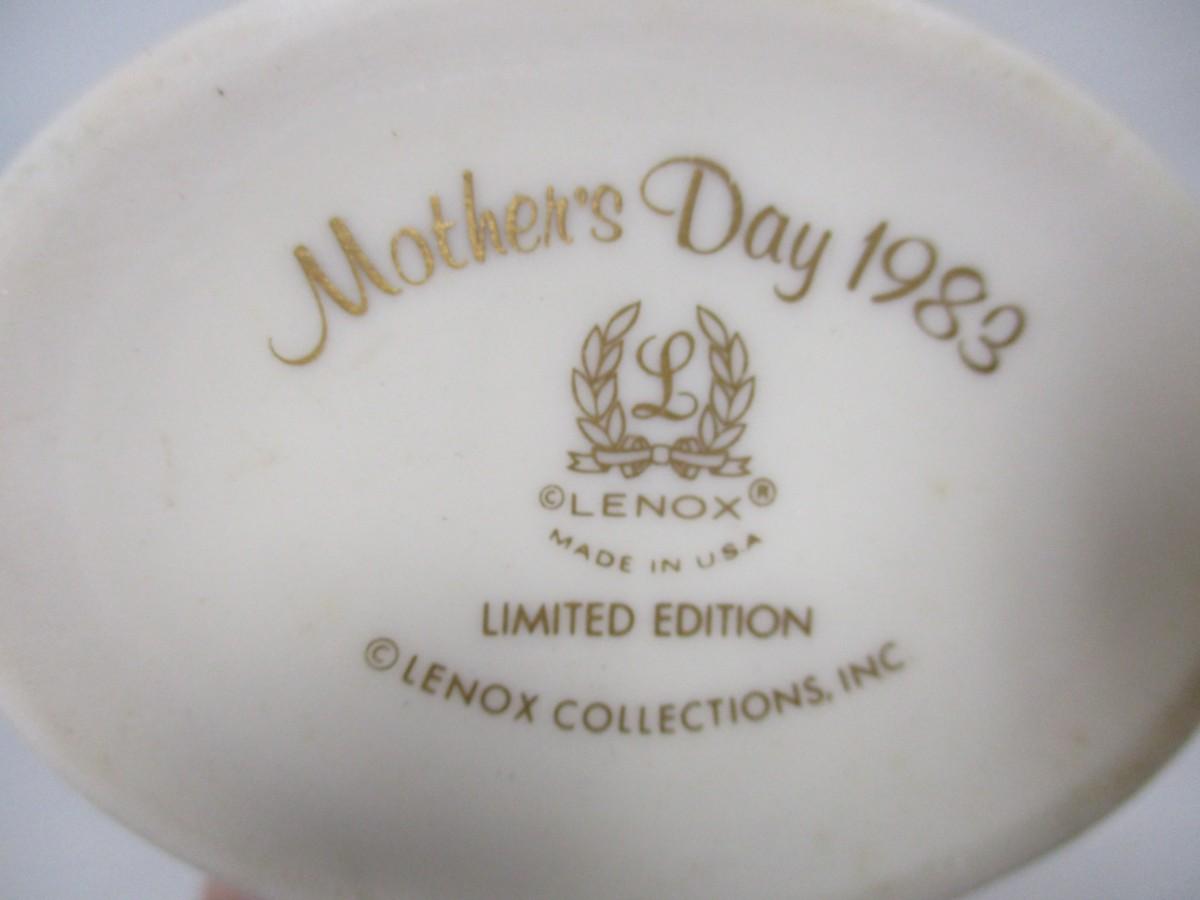 Mother's Day 1983
L
©LENOX®
MADE IN U.S.A
LIMITED EDITION
©LENOX COLLECTIONS, INC